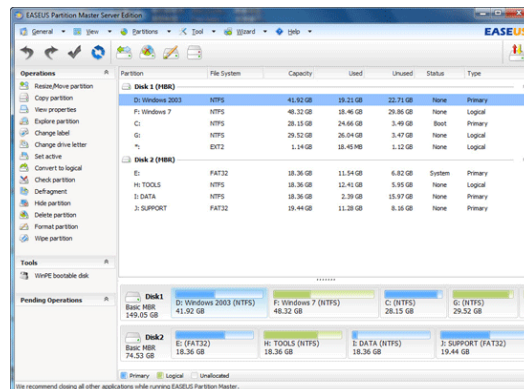 EASEUS Partition Master Server Edition
General View Partitions Tool Wizard Help EASEUS
Operations
Resize/Move partition
Copy partition
View properties
Explore partition
Change label
Change drive letter
Set active
Convert to logical
Check partition
Defragment
Hide partition
Delete partition
Format partition
Wipe partition
Tools
WinPE bootable disk
Pending Operations
Partition File System Capacity Used Unused Status Type
Disk 1 (MBR)
D: Windows 2003 NTFS 41.92 GB 19.21 GB 22.71 GB None Primary
F: Windows 7 NTFS 48.32 GB 18.46 GB 29.86 GB None Logical
C: NTFS 28.15 GB 24.66 GB 3.49 GB Boot Primary
G: NTFS 29.52 GB 26.04 GB 3.47 GB None Logical
*: EXT2 1.14 GB 18.45 MB 1.12 GB None Logical
Disk 2 (MBR)
E: FAT32 18.36 GB 11.54 GB 6.82 GB System Primary
H: TOOLS NTFS 18.36 GB 12.41 GB 5.95 GB None Logical
I: DATA NTFS 18.36 GB 2.39 GB 15.97 GB None Primary
J: SUPPORT FAT32 19.44 GB 11.28 GB 8.16 GB None Primary
Disk1
Basic MBR
149.05 GB
D: Windows 2003 (NTFS)
41.92 GB
F: Windows 7 (NTFS)
48.32 GB
C: (NTFS)
28.15 GB
G: (NTFS)
29.52 GB
Disk2
Basic MBR
74.53 GB
E: (FAT32)
18.36 GB
H: TOOLS (NTFS)
18.36 GB
I: DATA (NTFS)
18.36 GB
J: SUPPORT (FAT32)
19.44 GB
Primary Logical Unallocated
We recommend closing all other applications while running EASEUS Partition Master.